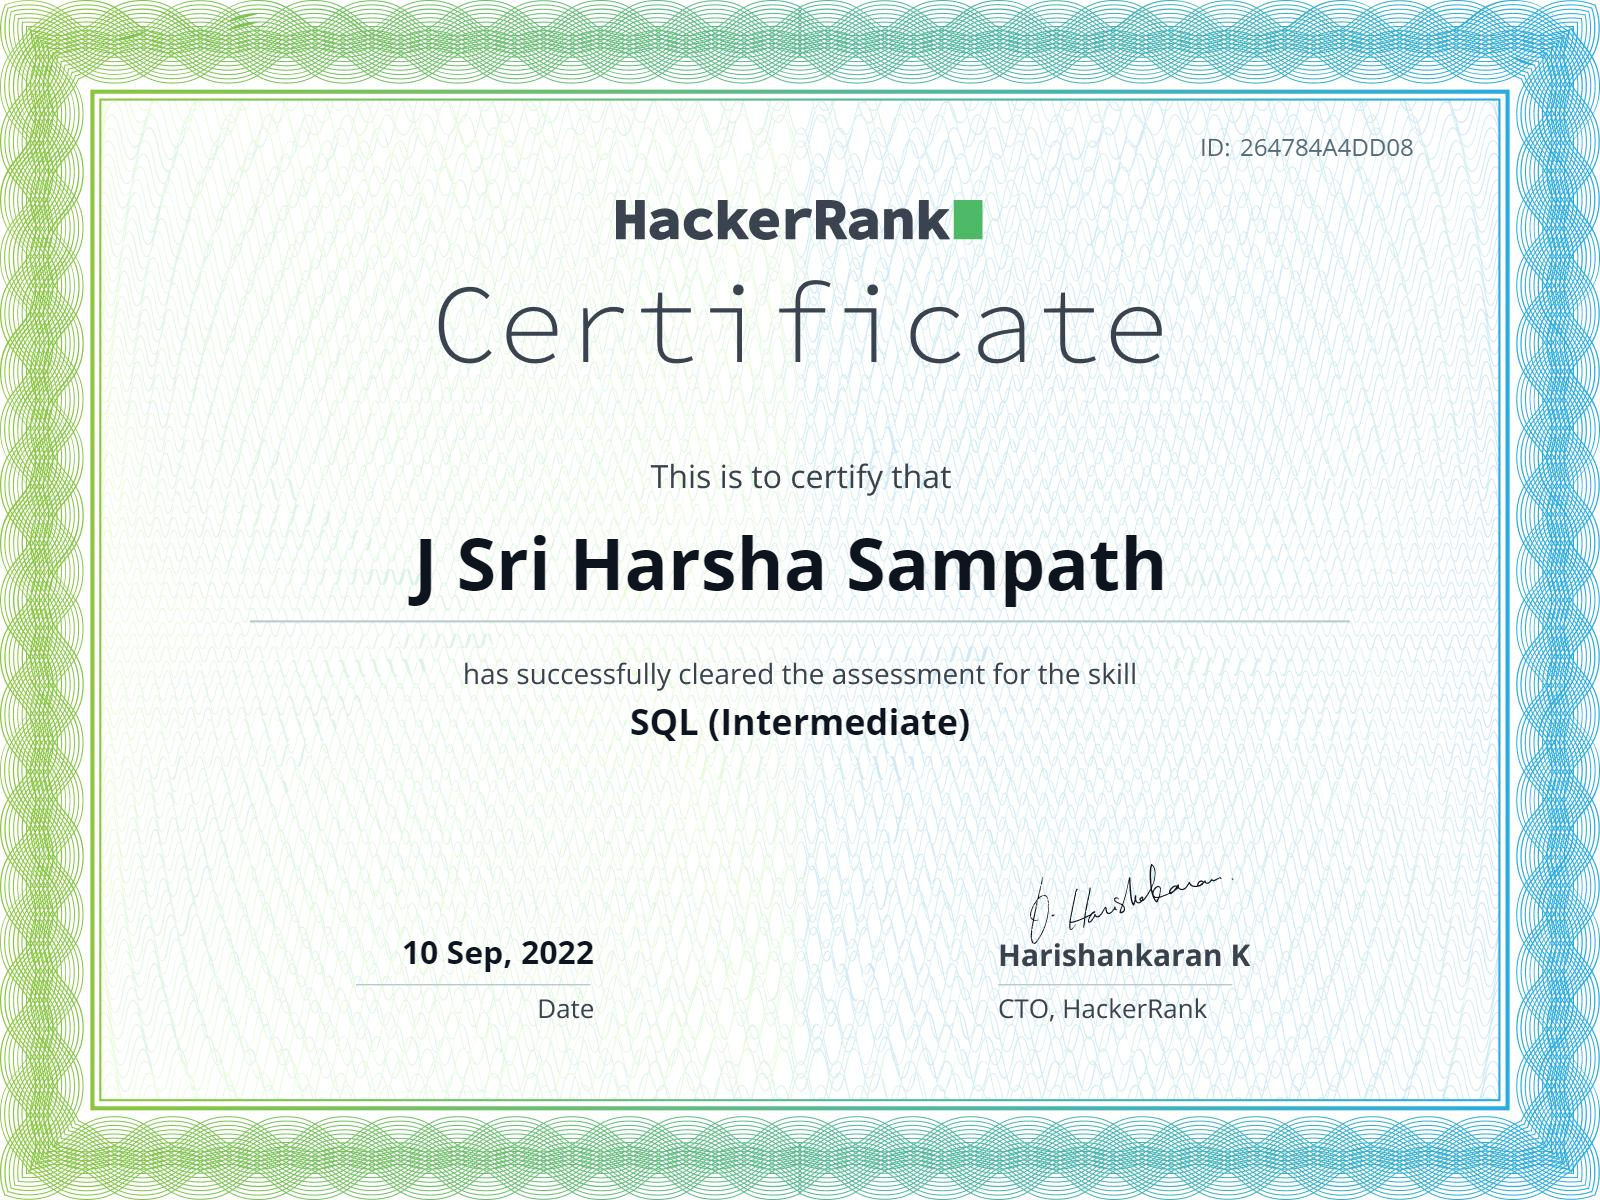 ID: 264784A4DD08
HackerRank
Certificate
This is to certify that
J Sri Harsha Sampath
has successfully cleared the assessment for the skill
SQL (Intermediate)
J. Harishankaran
10 Sep, 2022
Harishankaran K
Date
CTO, HackerRank